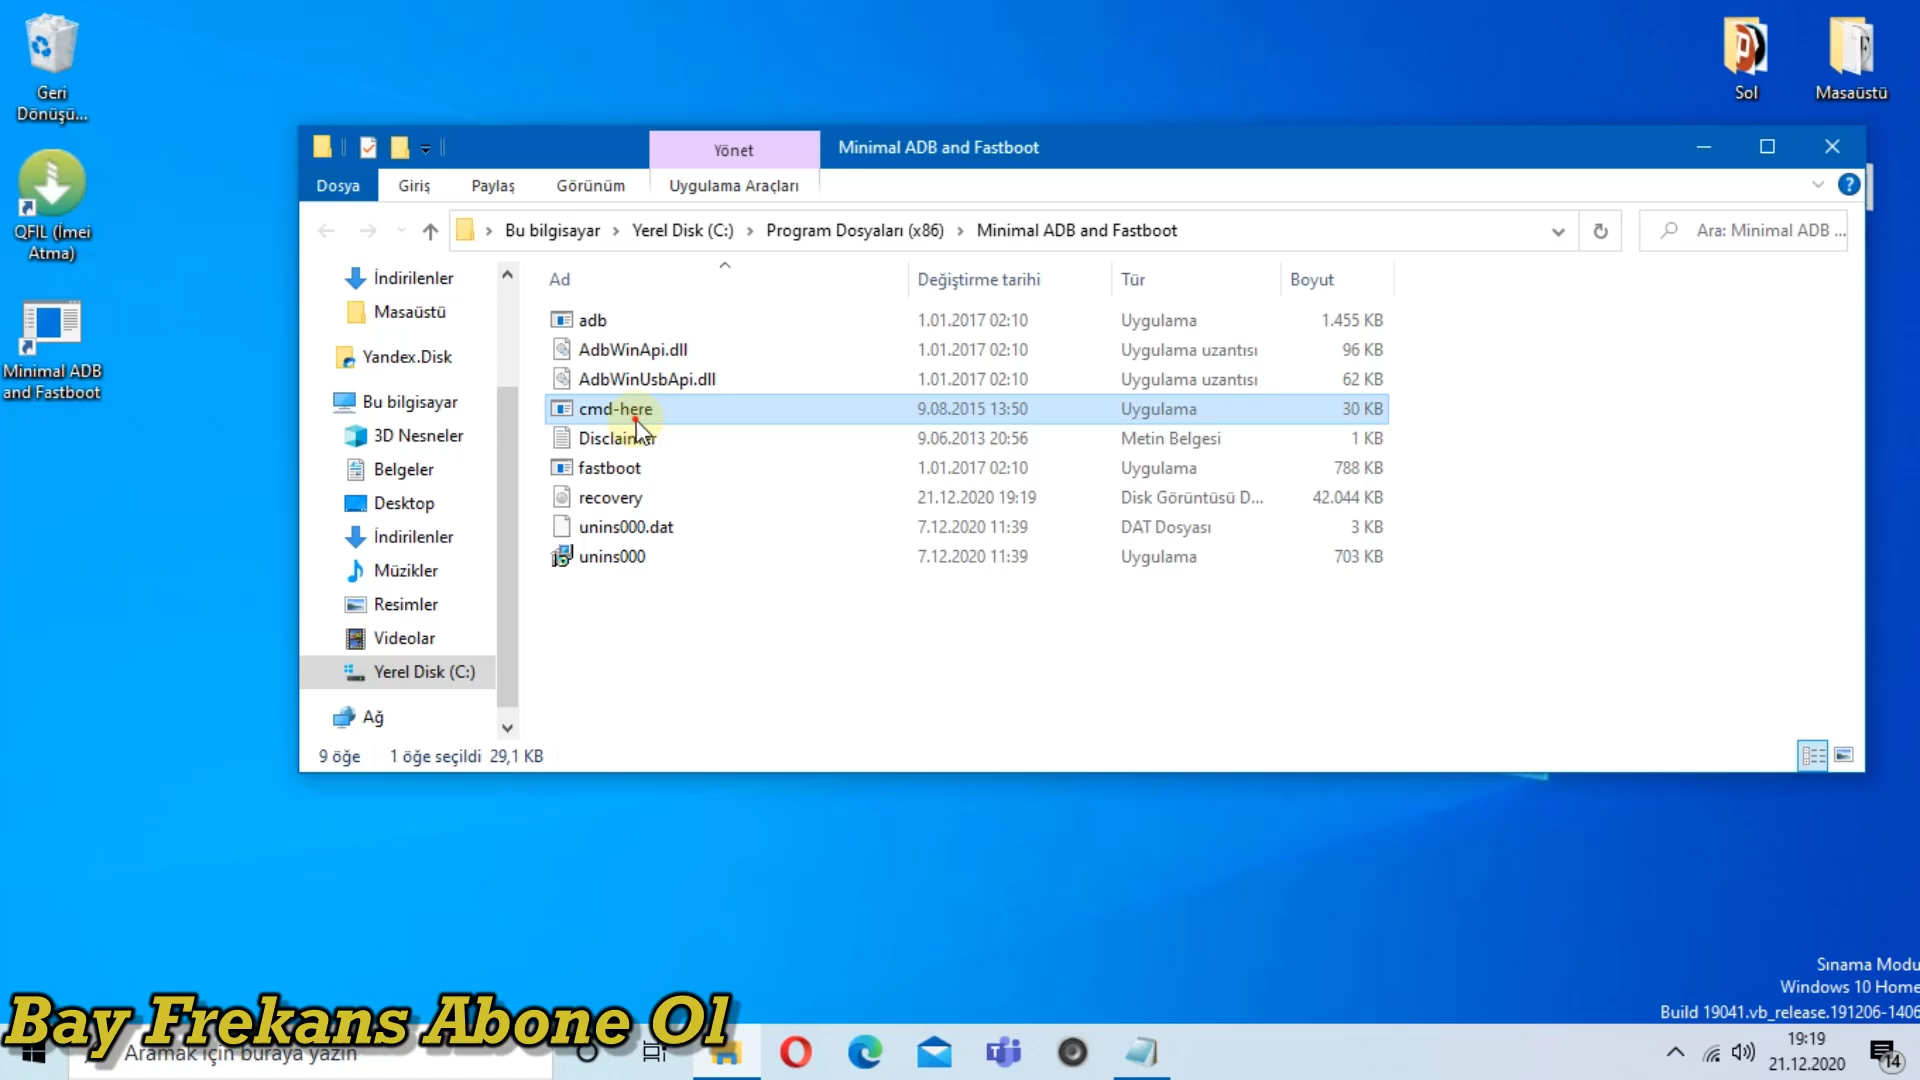 Geri
Dönüşü...
QFIL (İmei
Atma)
Minimal ADB
and Fastboot
Sol
Masaüstü
Yönet
Minimal ADB and Fastboot
Dosya
Giriş
Paylaş
Görünüm
Uygulama Araçları
Bu bilgisayar
Yerel Disk (C:)
Program Dosyaları (x86)
Minimal ADB and Fastboot
Ara: Minimal ADB ...
İndirilenler
Masaüstü
Yandex.Disk
Bu bilgisayar
3D Nesneler
Belgeler
Desktop
İndirilenler
Müzikler
Resimler
Videolar
Yerel Disk (C:)
Ağ
Ad Değiştirme tarihi Tür Boyut
adb 1.01.2017 02:10 Uygulama 1.455 KB
AdbWinApi.dll 1.01.2017 02:10 Uygulama uzantısı 96 KB
AdbWinUsbApi.dll 1.01.2017 02:10 Uygulama uzantısı 62 KB
cmd-here 9.08.2015 13:50 Uygulama 30 KB
Disclaimer 9.06.2013 20:56 Metin Belgesi 1 KB
fastboot 1.01.2017 02:10 Uygulama 788 KB
recovery 21.12.2020 19:19 Disk Görüntüsü D... 42.044 KB
unins000.dat 7.12.2020 11:39 DAT Dosyası 3 KB
unins000 7.12.2020 11:39 Uygulama 703 KB
9 öğe 1 öğe seçildi 29,1 KB
Sınama Modu
Windows 10 Home
Build 19041.vb_release.191206-1406
Bay Frekans Abone Ol
Aramak için buraya yazın
19:19
21.12.2020
14